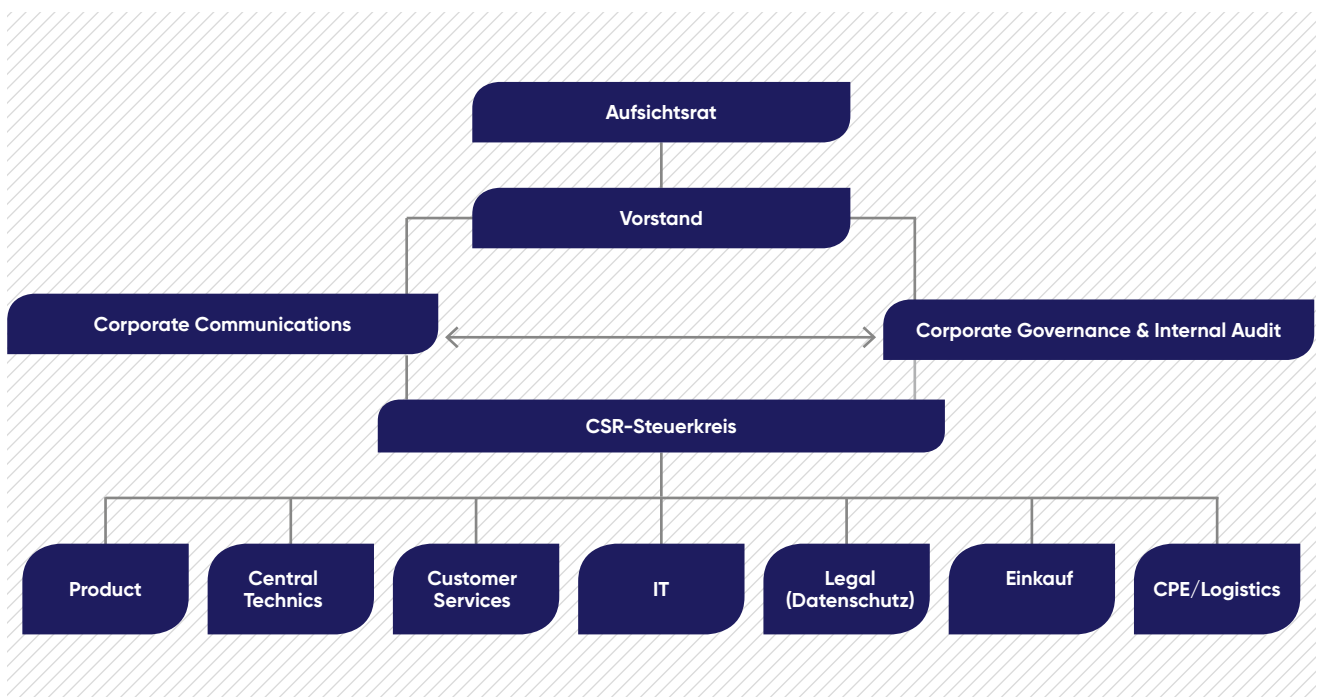 Aufsichtsrat
Vorstand
Corporate Communications
Corporate Governance & Internal Audit
CSR-Steuerkreis
Product
Central
Technics
Customer
Services
IT
Legal
(Datenschutz)
Einkauf
CPE/Logistics